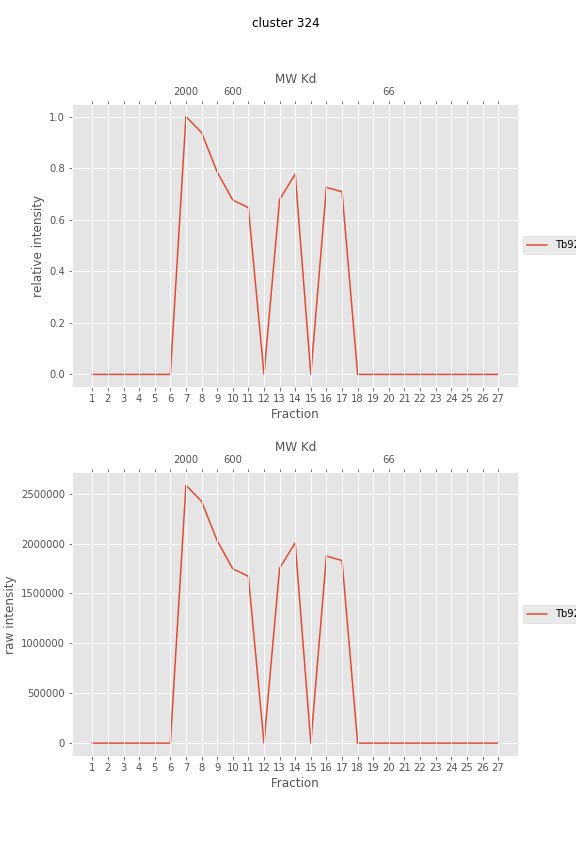 cluster 324
MW Kd
2000 600 66
1.0
0.8
0.6
0.4
0.2
0.0
relative intensity
1 2 3 4 5 6 7 8 9 10 11 12 13 14 15 16 17 18 19 20 21 22 23 24 25 26 27
Fraction
Tb92
MW Kd
2000 600 66
2500000
2000000
1500000
1000000
500000
0
raw intensity
1 2 3 4 5 6 7 8 9 10 11 12 13 14 15 16 17 18 19 20 21 22 23 24 25 26 27
Fraction
Tb92